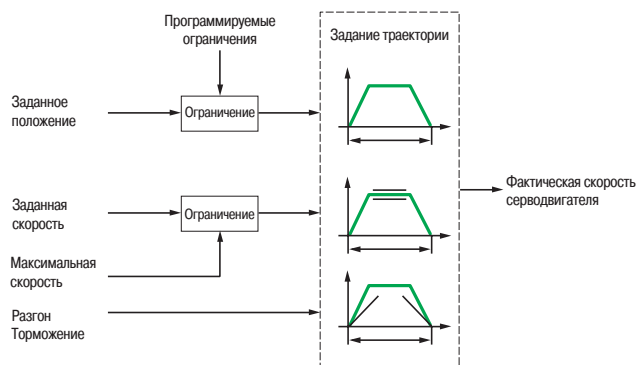 Программируемые
ограничения
Задание траектории
Заданное
положение
Ограничение
Заданная
скорость
Ограничение
Фактическая скорость
серводвигателя
Максимальная
скорость
Разгон
Торможение